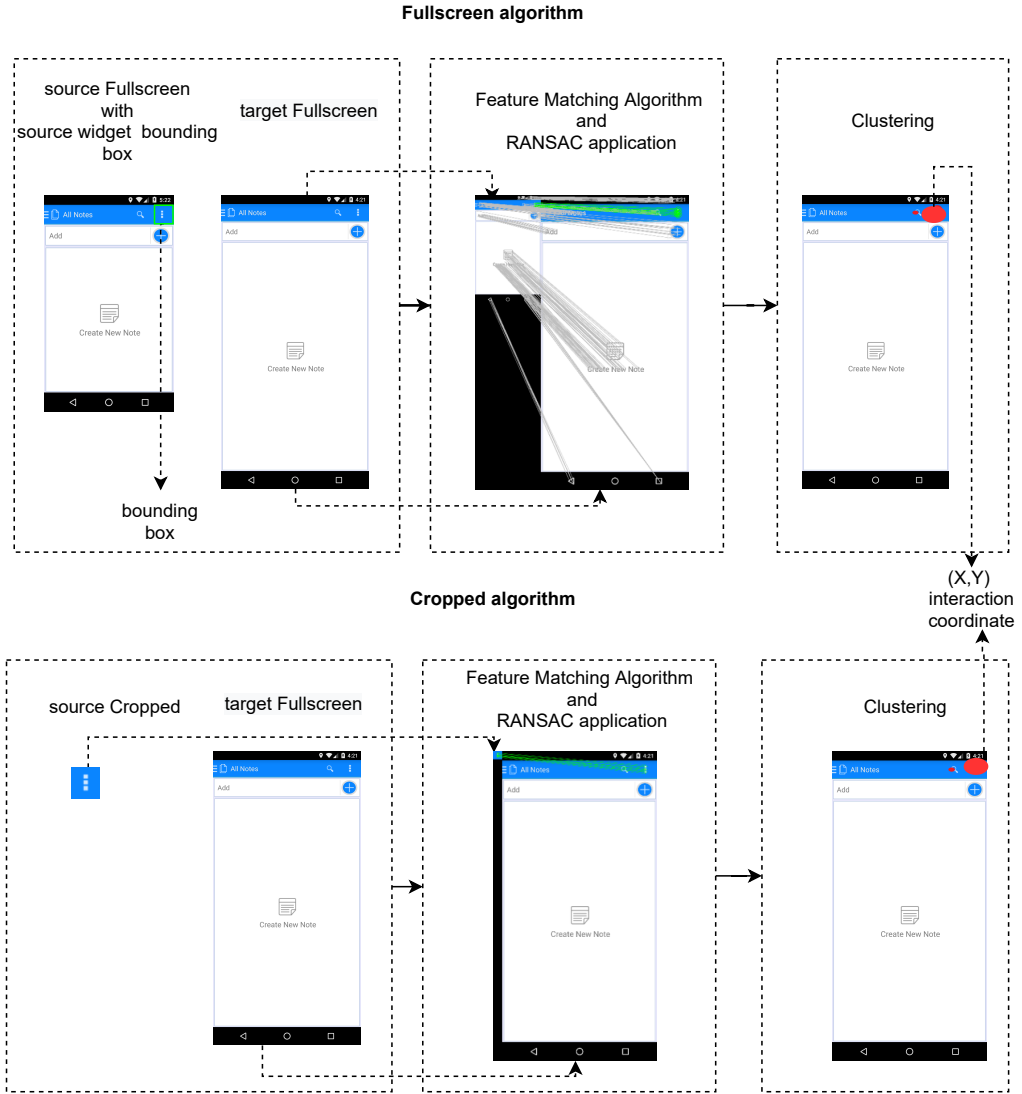 Fullscreen algorithm
source Fullscreen
with
source widget bounding
box
target Fullscreen
Feature Matching Algorithm
and
RANSAC application
Clustering
5:22
All Notes
Add
Create New Note
4:21
All Notes
Add
Create New Note
4:21
Add
Create New Note
4:21
All Notes
Add
Create New Note
bounding
box
(X,Y)
interaction
coordinate
Cropped algorithm
source Cropped
target Fullscreen
Feature Matching Algorithm
and
RANSAC application
Clustering
4:21
All Notes
Add
Create New Note
4:21
All Notes
Add
Create New Note
4:21
All Notes
Add
Create New Note